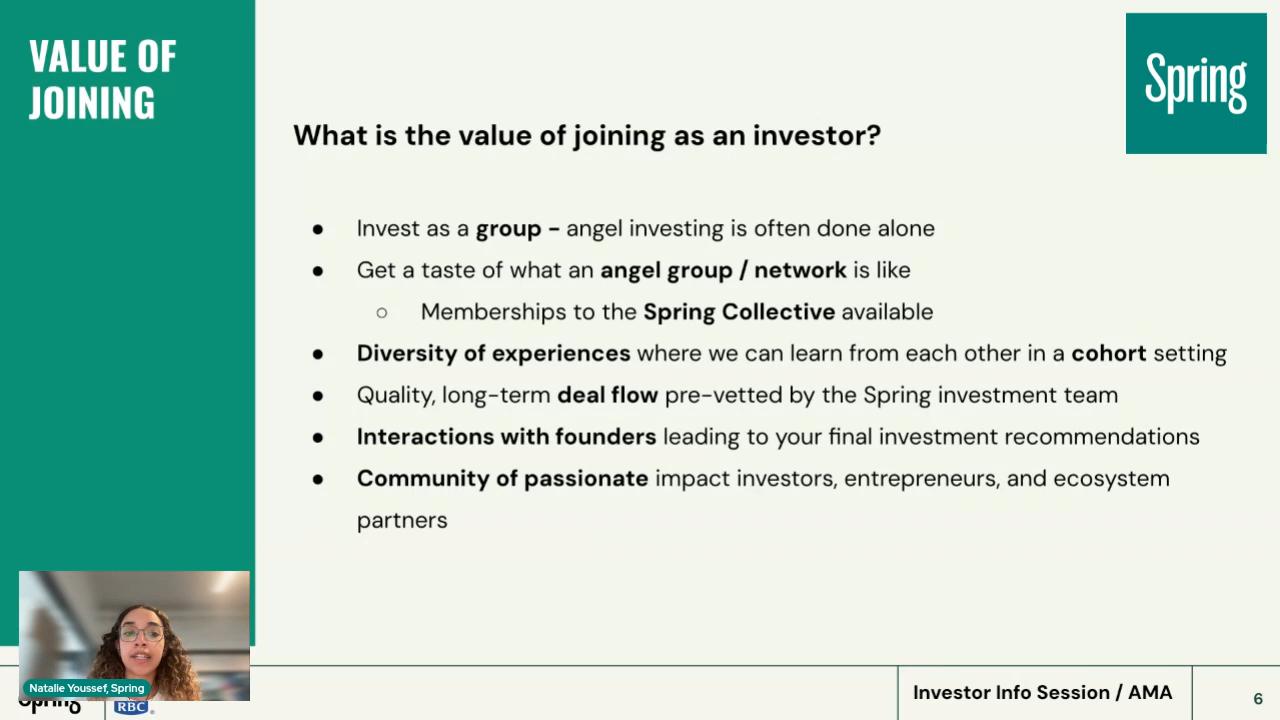 VALUE OF
JOINING
Spring
What is the value of joining as an investor?
● Invest as a group - angel investing is often done alone
● Get a taste of what an angel group / network is like
○ Memberships to the Spring Collective available
● Diversity of experiences where we can learn from each other in a cohort setting
● Quality, long-term deal flow pre-vetted by the Spring investment team
● Interactions with founders leading to your final investment recommendations
● Community of passionate impact investors, entrepreneurs, and ecosystem
partners
Natalie Youssef, Spring
Spring
RBC®
Investor Info Session / AMA
6